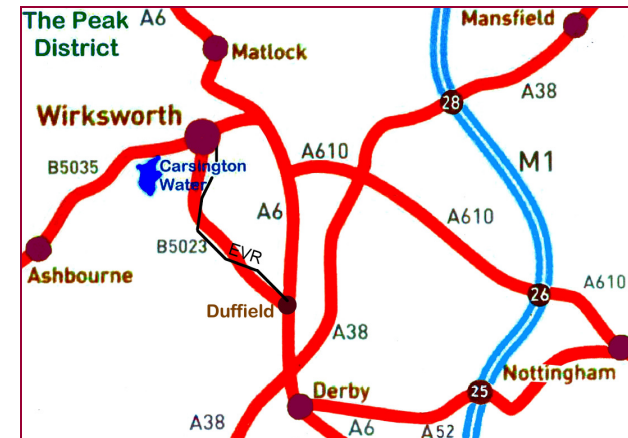 The Peak
District
A6
Mansfield
Matlock
28
A38
Wirksworth
A610
M1
B5035
Carsington
Water
A6
A610
B5023
EVR
Ashbourne
A610
26
Duffield
A38
Nottingham
25
Derby
A38
A6
A52